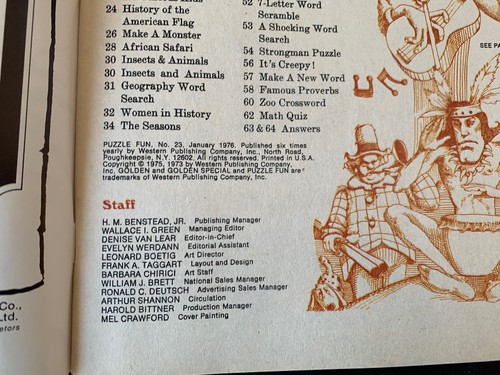 24 History of the
American Flag
26 Make A Monster
28 African Safari
30 Insects & Animals
30 Insects and Animals
31 Geography Word
Search
32 Women in History
34 The Seasons
52 7-Letter Word
Scramble
53 A Shocking Word
Search
54 Strongman Puzzle
56 It's Creepy!
57 Make A New Word
58 Famous Proverbs
60 Zoo Crossword
62 Math Quiz
63 & 64 Answers
SEE PA
PUZZLE FUN, No. 23, January 1976. Published six times
yearly by Western Publishing Company, Inc., North Road,
Poughkeepsie, N.Y. 12602. All rights reserved. Printed in U.S.A.
Copyright © 1975, 1973 by Western Publishing Company,
Inc. GOLDEN and GOLDEN SPECIAL and PUZZLE FUN are
trademarks of Western Publishing Company, Inc.
Staff
H. M. BENSTEAD, JR. Publishing Manager
WALLACE I. GREEN Managing Editor
DENISE VAN LEAR Editor-in-Chief
EVELYN WERDANN Editorial Assistant
LEONARD BOETIG Art Director
FRANK A. TAGGART Layout and Design
BARBARA CHIRICI Art Staff
WILLIAM J. BRETT National Sales Manager
RONALD C. DEUTSCH Advertising Sales Manager
ARTHUR SHANNON Circulation
HAROLD BITTNER Production Manager
MEL CRAWFORD Cover Painting
Co.,
Ltd.
etors